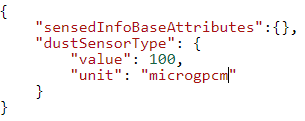 {
"sensedInfoBaseAttributes":{},
"dustSensorType": {
"value": 100,
"unit": "microgpcm"
}
}